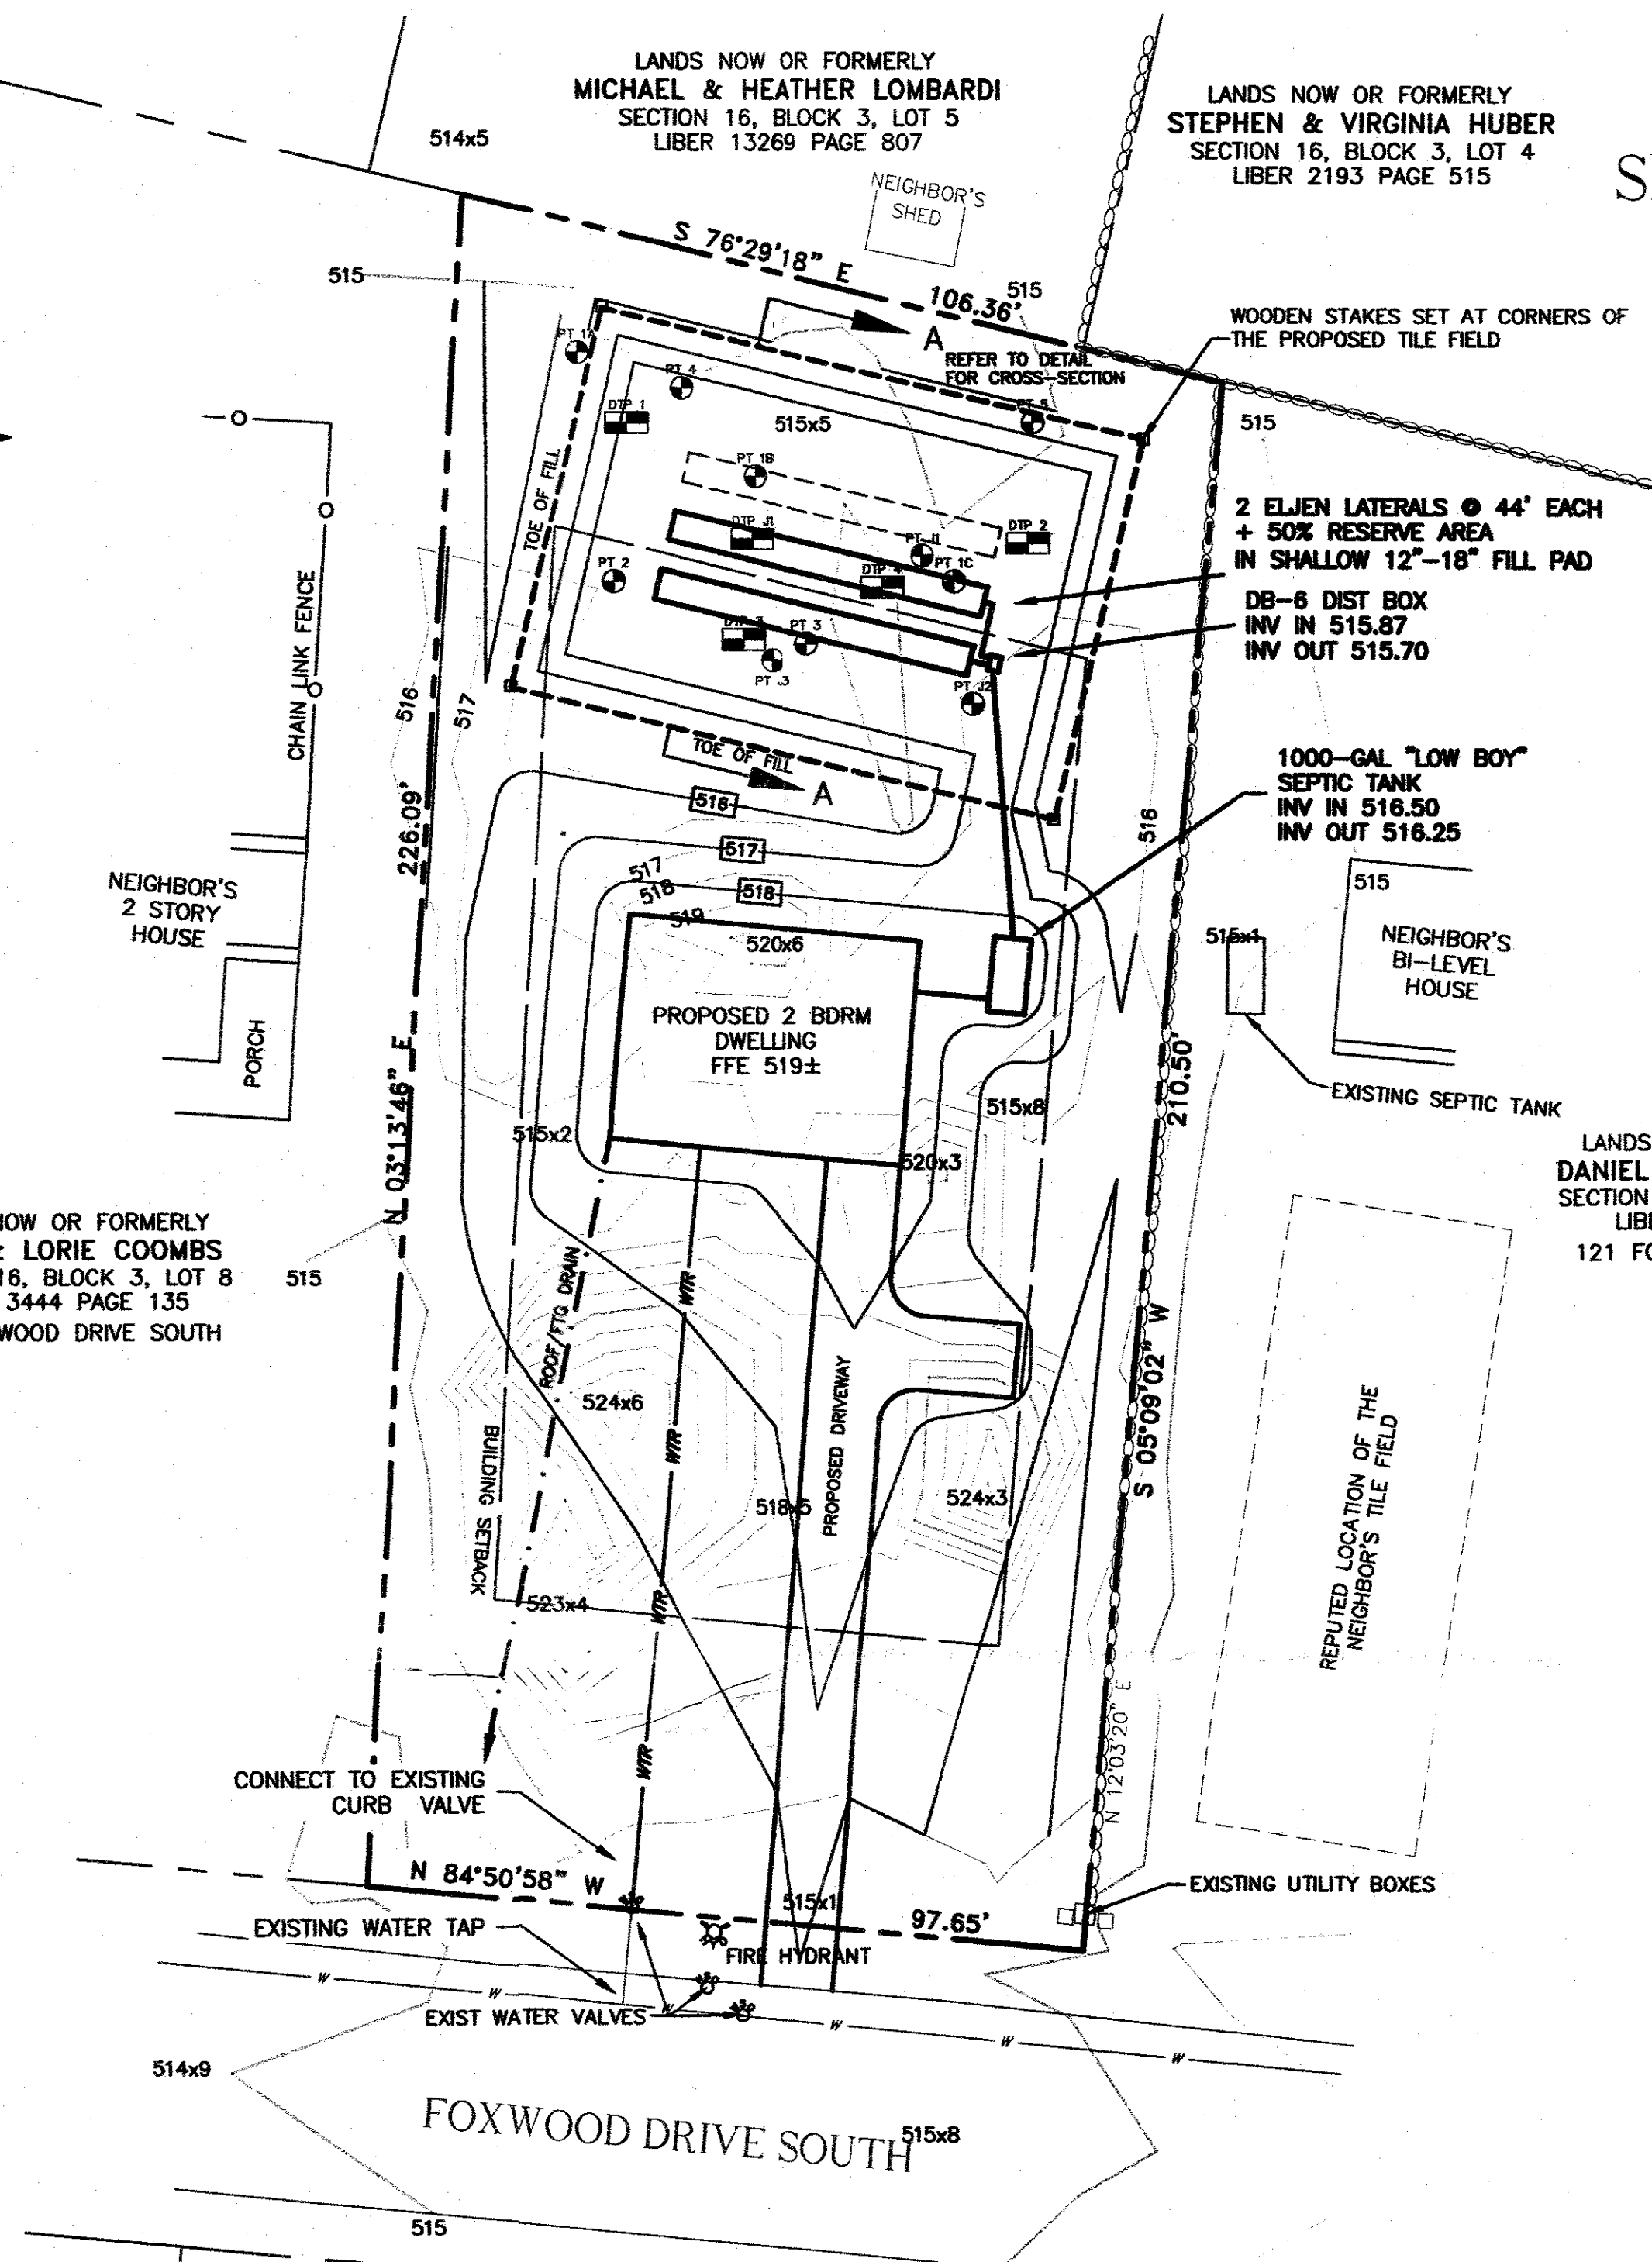 LANDS NOW OR FORMERLY
MICHAEL & HEATHER LOMBARDI
SECTION 16, BLOCK 3, LOT 5
LIBER 13269 PAGE 807
LANDS NOW OR FORMERLY
STEPHEN & VIRGINIA HUBER
SECTION 16, BLOCK 3, LOT 4
LIBER 2193 PAGE 515
514x5
NEIGHBOR'S
SHED
S 76°29'18" E
106.36'
515
515
WOODEN STAKES SET AT CORNERS OF
THE PROPOSED TILE FIELD
A
REFER TO DETAIL
FOR CROSS-SECTION
PT 1A
PT 4
DTP 1
515x5
PT 5
515
TOE OF FILL
PT 1B
DTP J1
DTP 2
PT J1
PT 2
DTP 4
PT 1C
2 ELJEN LATERALS @ 44' EACH
+ 50% RESERVE AREA
IN SHALLOW 12"-18" FILL PAD
DB-6 DIST BOX
INV IN 515.87
INV OUT 515.70
CHAIN LINK FENCE
PT 3
PT J2
516
517
TOE OF FILL
A
1000-GAL "LOW BOY"
SEPTIC TANK
INV IN 516.50
INV OUT 516.25
516
517
518
516
517
518
519
226.09'
NEIGHBOR'S
2 STORY
HOUSE
PORCH
520x6
PROPOSED 2 BDRM
DWELLING
FFE 519±
515x1
515
NEIGHBOR'S
BI-LEVEL
HOUSE
EXISTING SEPTIC TANK
N 03°13'46" E
210.50'
515x8
515x2
520x3
LANDS
DANIEL
SECTION
121
NOW OR FORMERLY
LORIE COOMBS
16, BLOCK 3, LOT 8
3444 PAGE 135
WOOD DRIVE SOUTH
515
ROOF/FTG DRAIN
WTR
WTR
WTR
WTR
524x6
BUILDING SETBACK
PROPOSED DRIVEWAY
518x5
524x3
S 05°09'02" W
REPUTED LOCATION OF THE
NEIGHBOR'S TILE FIELD
523x4
N 12°03'20" E
CONNECT TO EXISTING
CURB VALVE
N 84°50'58" W
515x1
97.65'
EXISTING UTILITY BOXES
EXISTING WATER TAP
FIRE HYDRANT
EXIST WATER VALVES
W
W
W
W
W
W
514x9
FOXWOOD DRIVE SOUTH
515x8
515